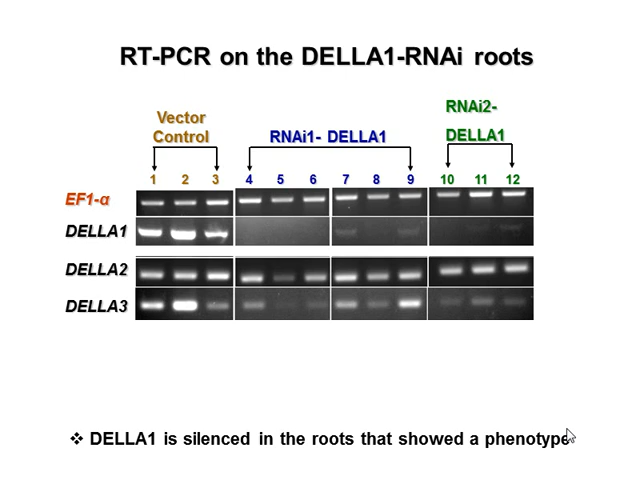 RT-PCR on the DELLA1-RNAi roots
Vector
Control
RNAi1- DELLA1
RNAi2-
DELLA1
1 2 3 4 5 6 7 8 9 10 11 12
EF1-α
DELLA1
DELLA2
DELLA3
❖ DELLA1 is silenced in the roots that showed a phenotype